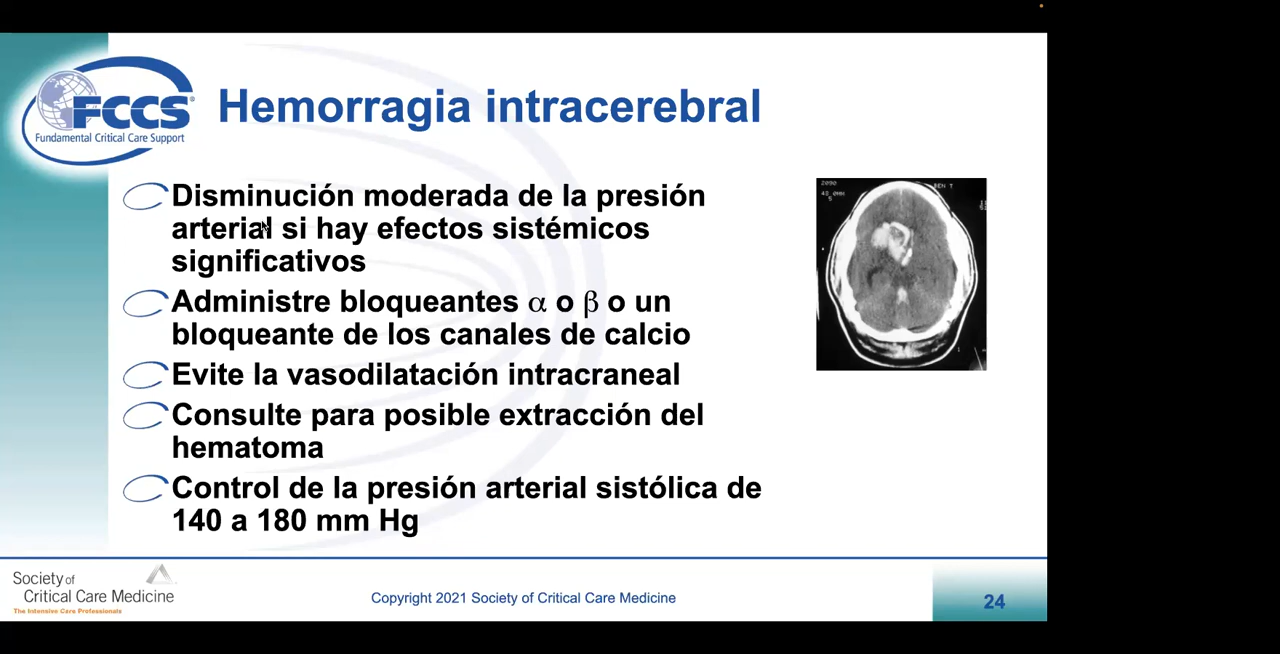 FCCS
Fundamental Critical Care Support
Hemorragia intracerebral
Disminución moderada de la presión
arterial si hay efectos sistémicos
significativos
Administre bloqueantes α o β o un
bloqueante de los canales de calcio
Evite la vasodilatación intracraneal
Consulte para posible extracción del
hematoma
Control de la presión arterial sistólica de
140 a 180 mm Hg
Society of
Critical Care Medicine
The Intensive Care Professionals
Copyright 2021 Society of Critical Care Medicine
24